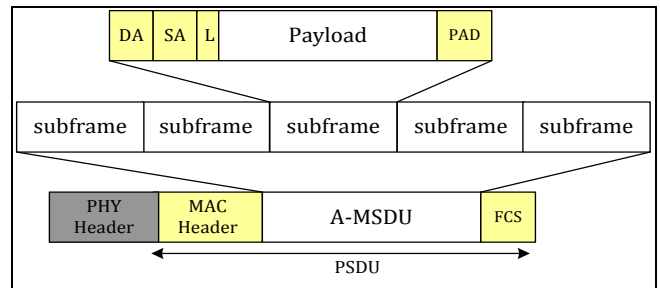 DA SA L Payload PAD
subframe subframe subframe subframe subframe
PHY Header MAC Header A-MSDU FCS
PSDU